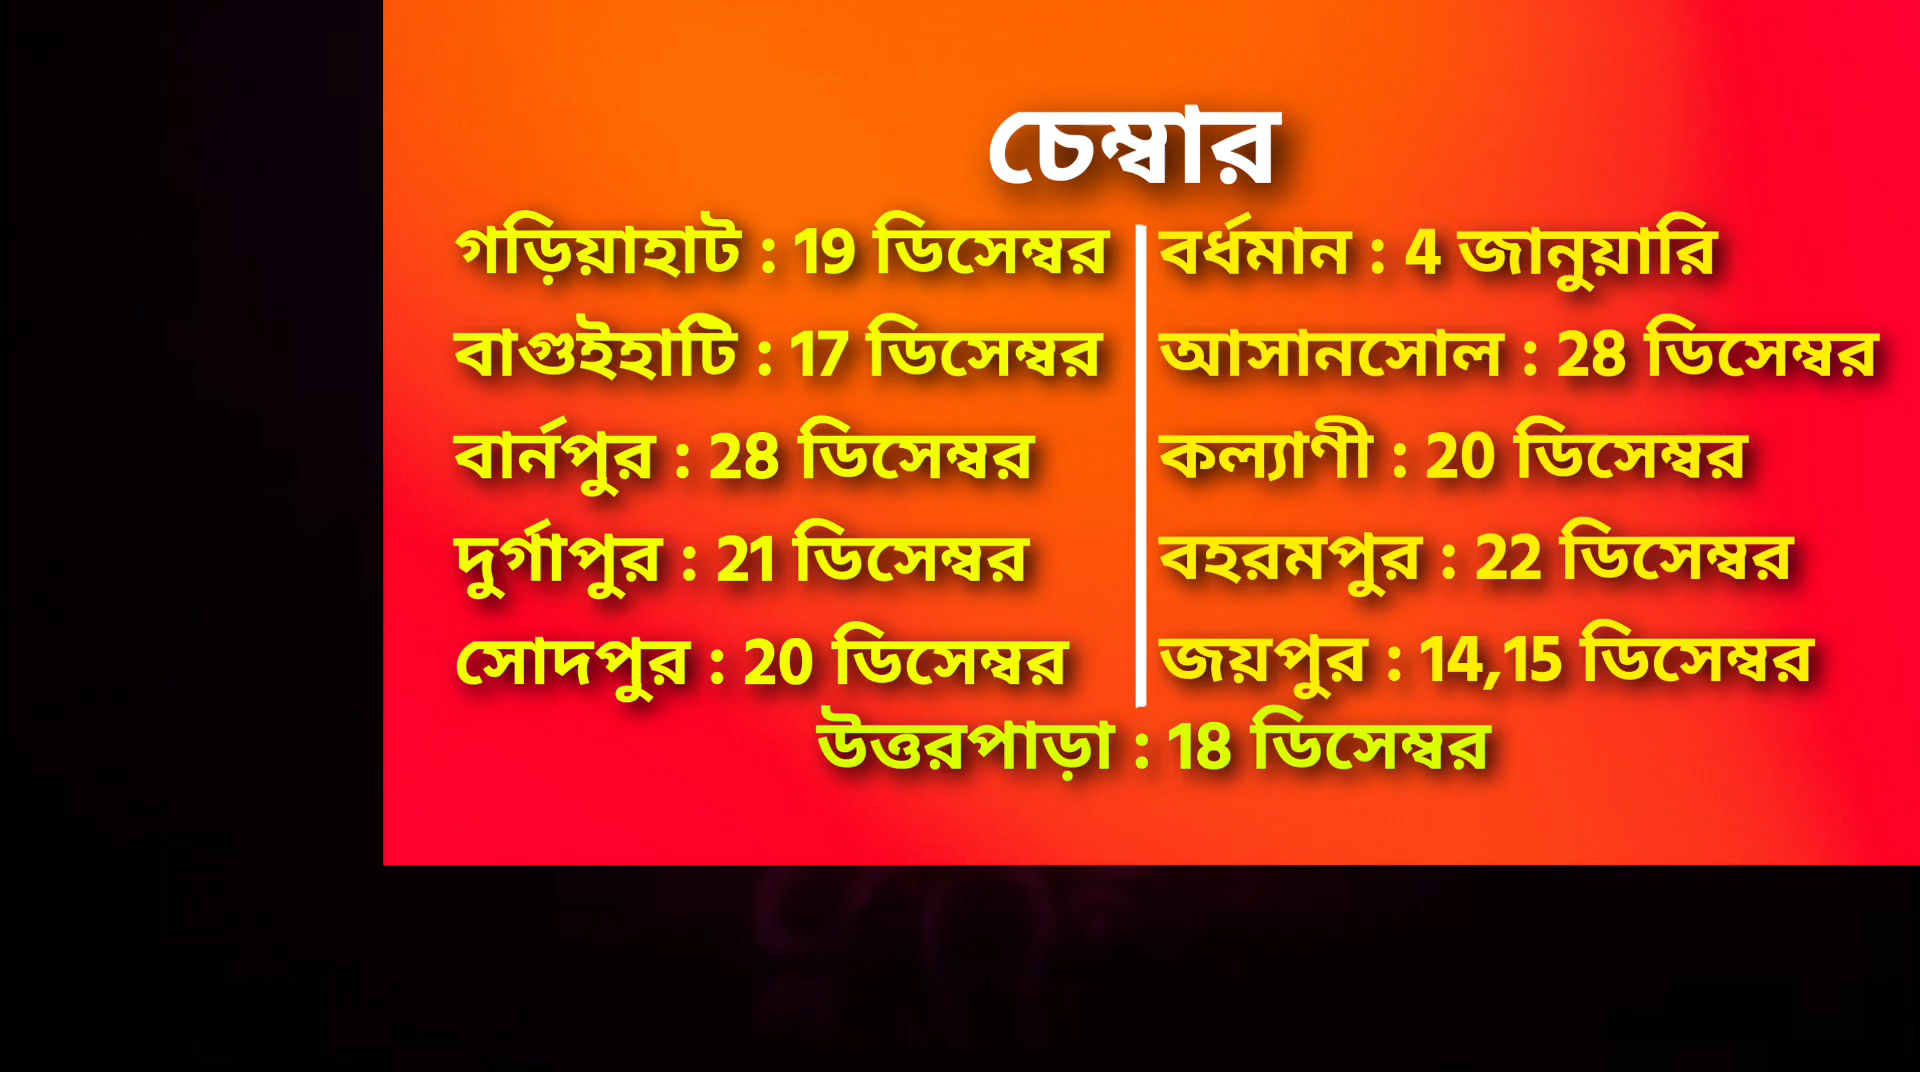 চেম্বার
গড়িয়াহাট : 19 ডিসেম্বর
বাগুইহাটি : 17 ডিসেম্বর
বার্নপুর : 28 ডিসেম্বর
দুর্গাপুর : 21 ডিসেম্বর
সোদপুর : 20 ডিসেম্বর
বর্ধমান : 4 জানুয়ারি
আসানসোল : 28 ডিসেম্বর
কল্যাণী : 20 ডিসেম্বর
বহরমপুর : 22 ডিসেম্বর
জয়পুর : 14,15 ডিসেম্বর
উত্তরপাড়া : 18 ডিসেম্বর